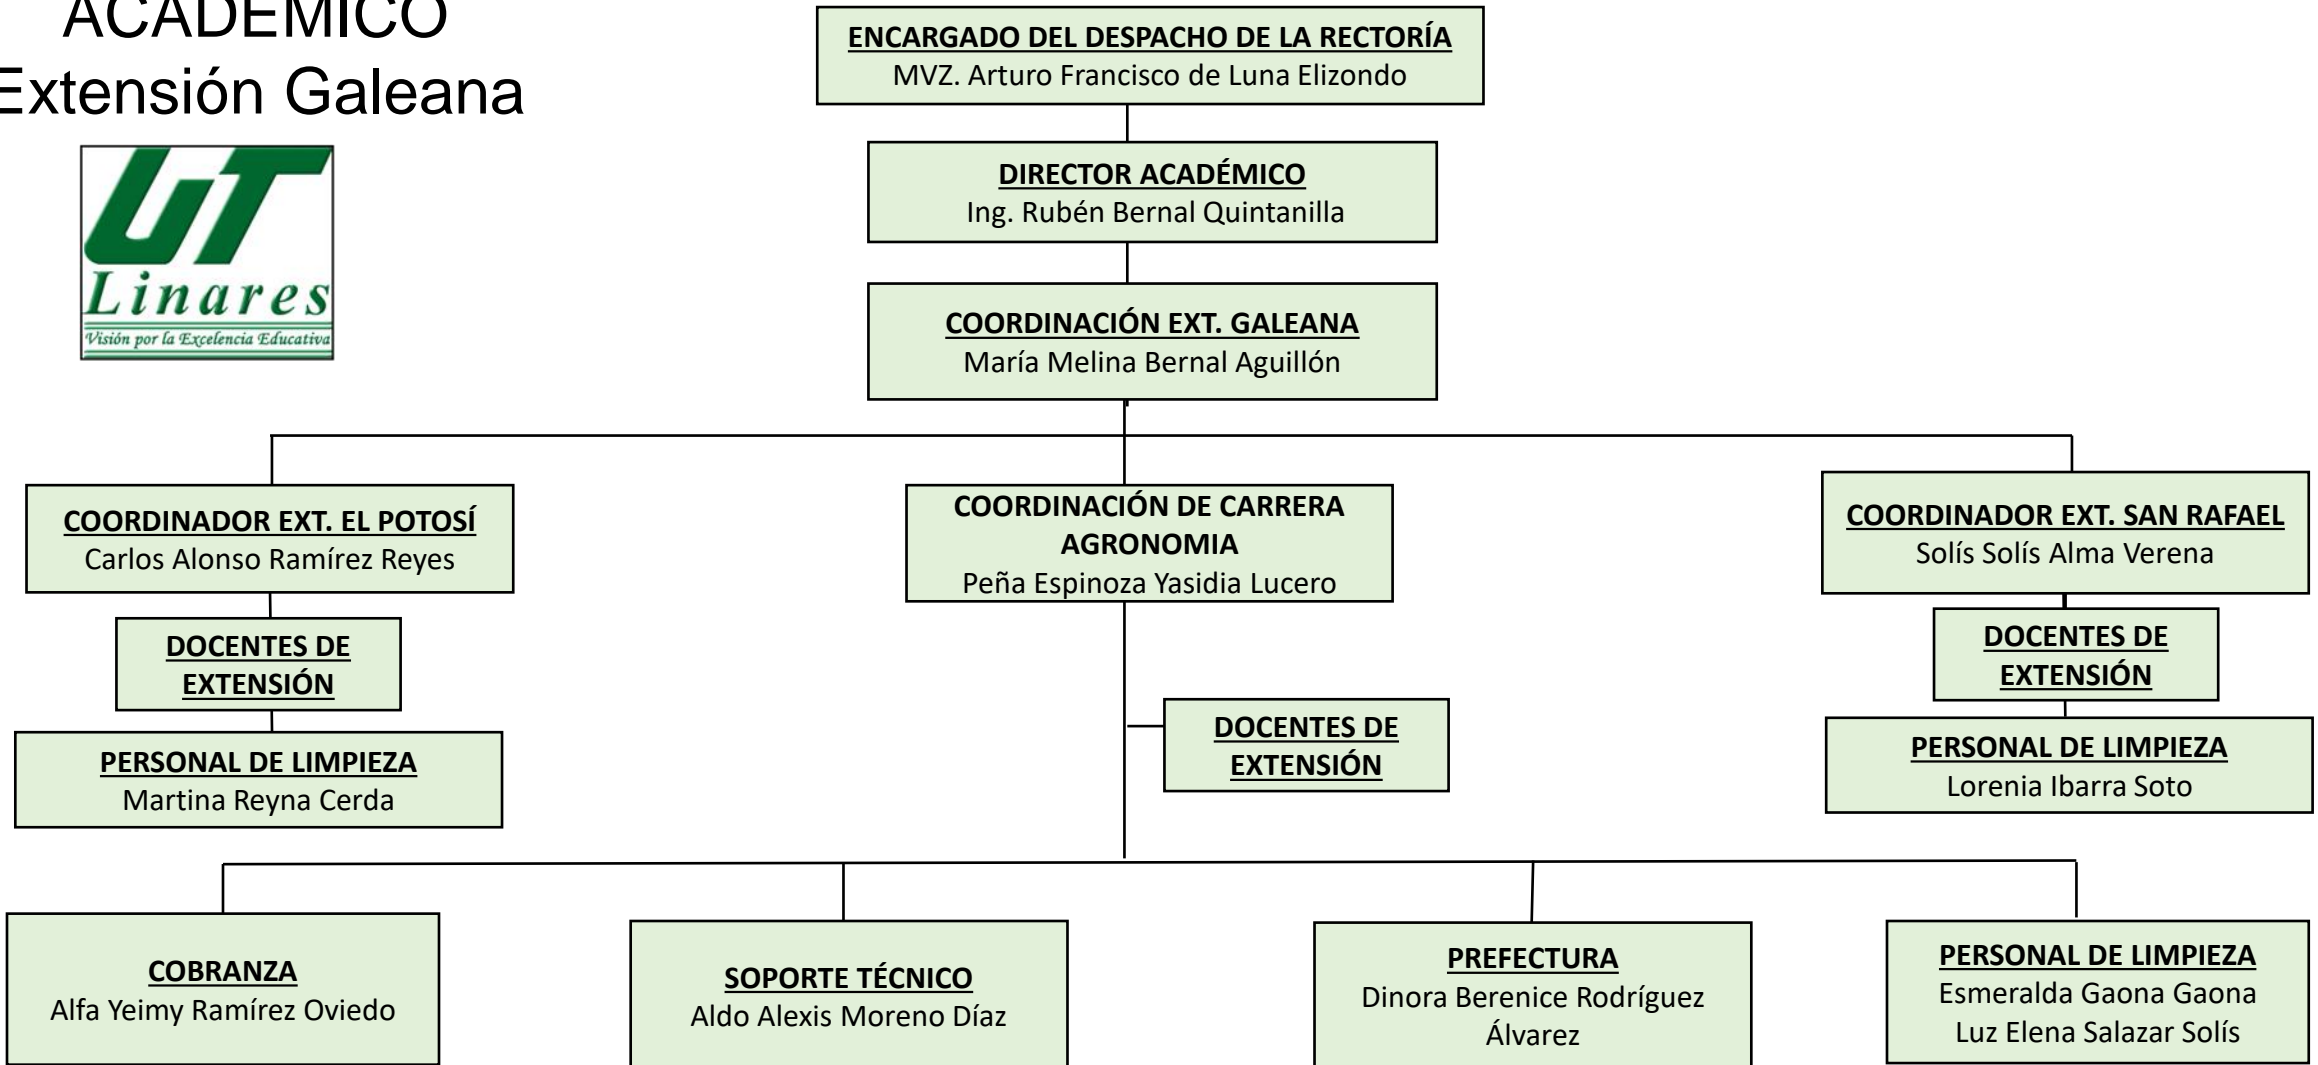 ACADÉMICO
Extensión Galeana
UT
Linares
Visión por la Excelencia Educativa
ENCARGADO DEL DESPACHO DE LA RECTORÍA
MVZ. Arturo Francisco de Luna Elizondo
DIRECTOR ACADÉMICO
Ing. Rubén Bernal Quintanilla
COORDINACIÓN EXT. GALEANA
María Melina Bernal Aguillón
COORDINADOR EXT. EL POTOSÍ
Carlos Alonso Ramírez Reyes
DOCENTES DE
EXTENSIÓN
PERSONAL DE LIMPIEZA
Martina Reyna Cerda
COORDINACIÓN DE CARRERA
AGRONOMIA
Peña Espinoza Yasidia Lucero
DOCENTES DE
EXTENSIÓN
COORDINADOR EXT. SAN RAFAEL
Solís Solís Alma Verena
DOCENTES DE
EXTENSIÓN
PERSONAL DE LIMPIEZA
Lorenia Ibarra Soto
COBRANZA
Alfa Yeimy Ramírez Oviedo
SOPORTE TÉCNICO
Aldo Alexis Moreno Díaz
PREFECTURA
Dinora Berenice Rodríguez
Álvarez
PERSONAL DE LIMPIEZA
Esmeralda Gaona Gaona
Luz Elena Salazar Solís